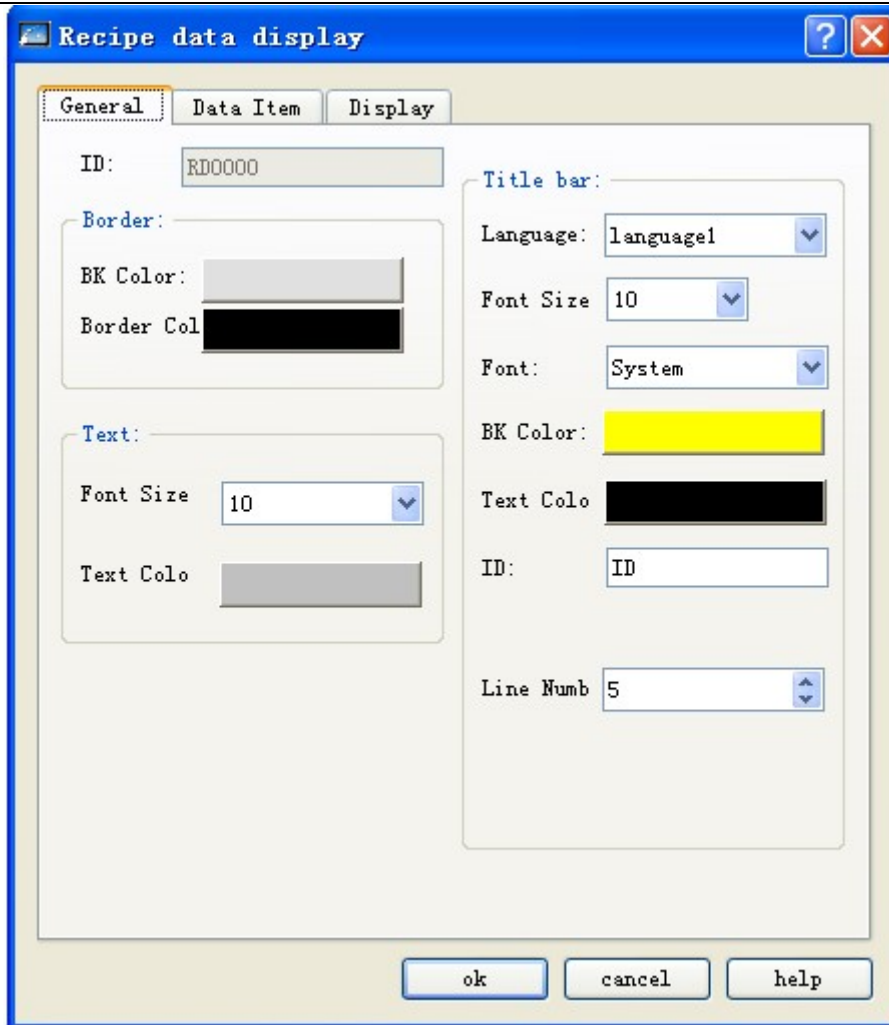 Recipe data display
General Data Item Display
ID: RD0000
Border:
BK Color:
Border Col
Text:
Font Size 10
Text Colo
Title bar:
Language: language1
Font Size 10
Font: System
BK Color:
Text Colo
ID: ID
Line Numb 5
ok cancel help